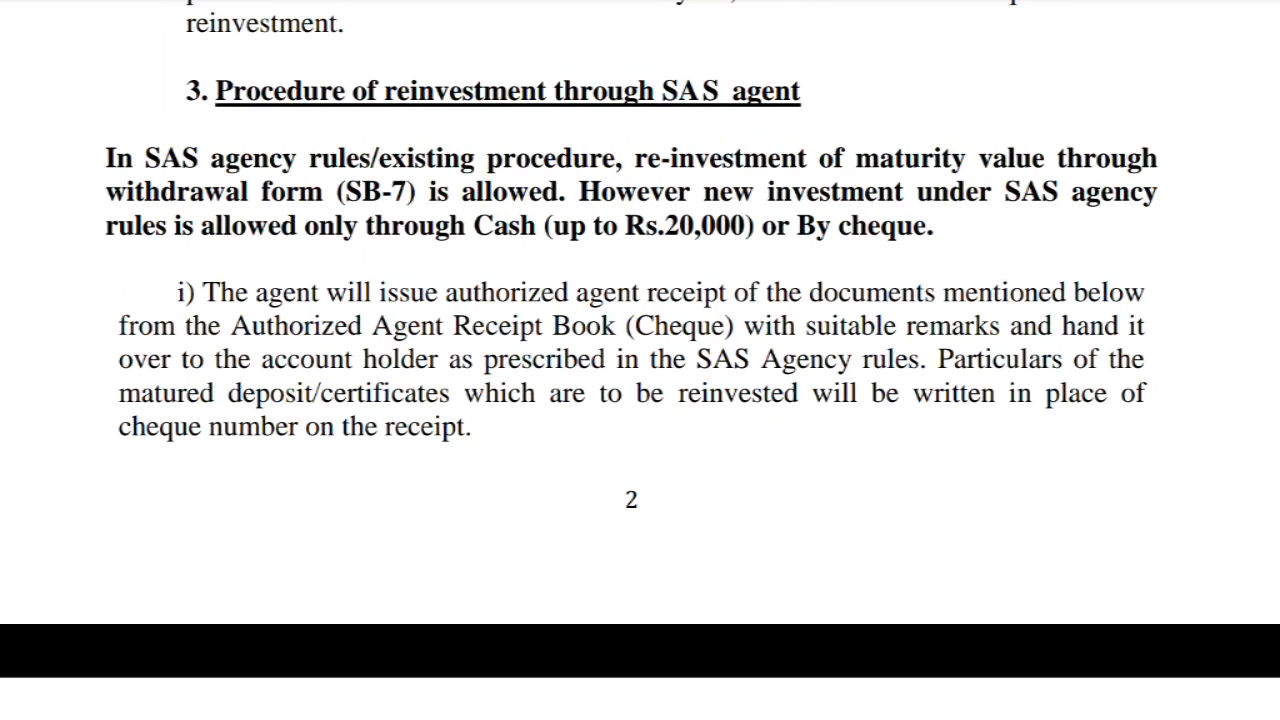 reinvestment.
3. Procedure of reinvestment through SAS agent
In SAS agency rules/existing procedure, re-investment of maturity value through
withdrawal form (SB-7) is allowed. However new investment under SAS agency
rules is allowed only through Cash (up to Rs.20,000) or By cheque.
i) The agent will issue authorized agent receipt of the documents mentioned below
from the Authorized Agent Receipt Book (Cheque) with suitable remarks and hand it
over to the account holder as prescribed in the SAS Agency rules. Particulars of the
matured deposit/certificates which are to be reinvested will be written in place of
cheque number on the receipt.
2